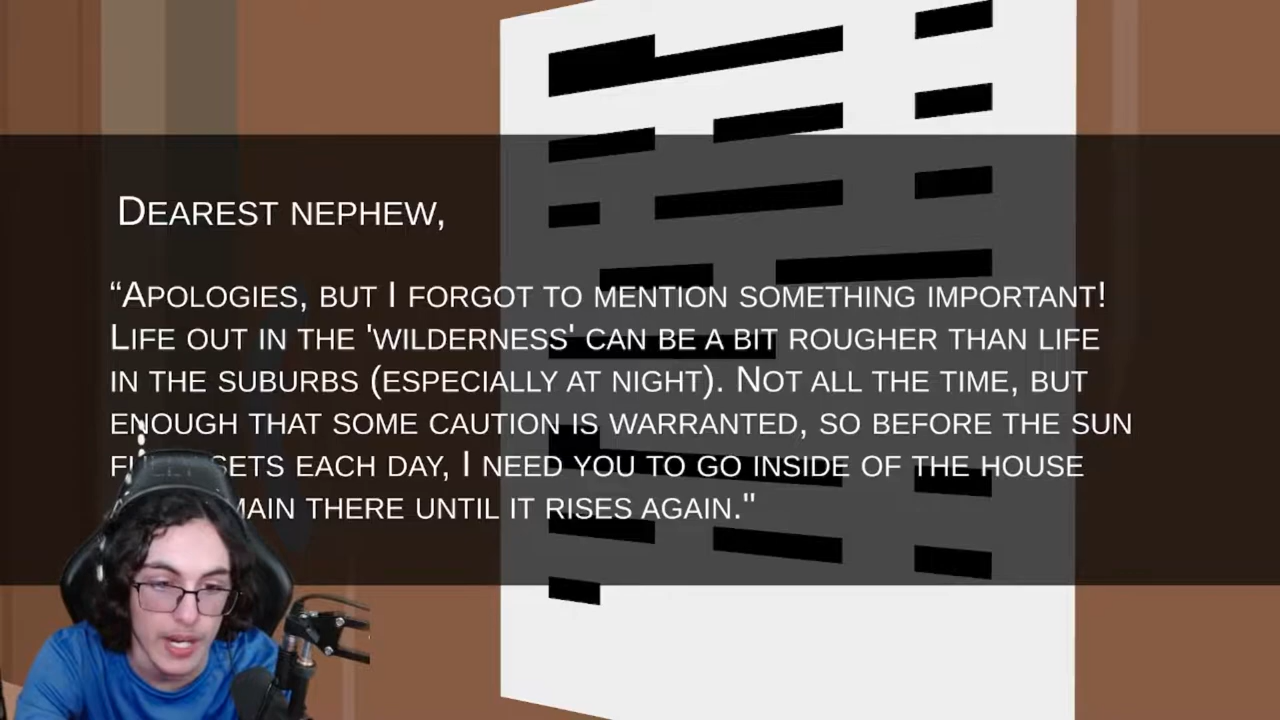 DEAREST NEPHEW,
“APOLOGIES, BUT I FORGOT TO MENTION SOMETHING IMPORTANT!
LIFE OUT IN THE 'WILDERNESS' CAN BE A BIT ROUGHER THAN LIFE
IN THE SUBURBS (ESPECIALLY AT NIGHT). NOT ALL THE TIME, BUT
ENOUGH THAT SOME CAUTION IS WARRANTED, SO BEFORE THE SUN
SETS EACH DAY, I NEED YOU TO GO INSIDE OF THE HOUSE
THERE UNTIL IT RISES AGAIN."